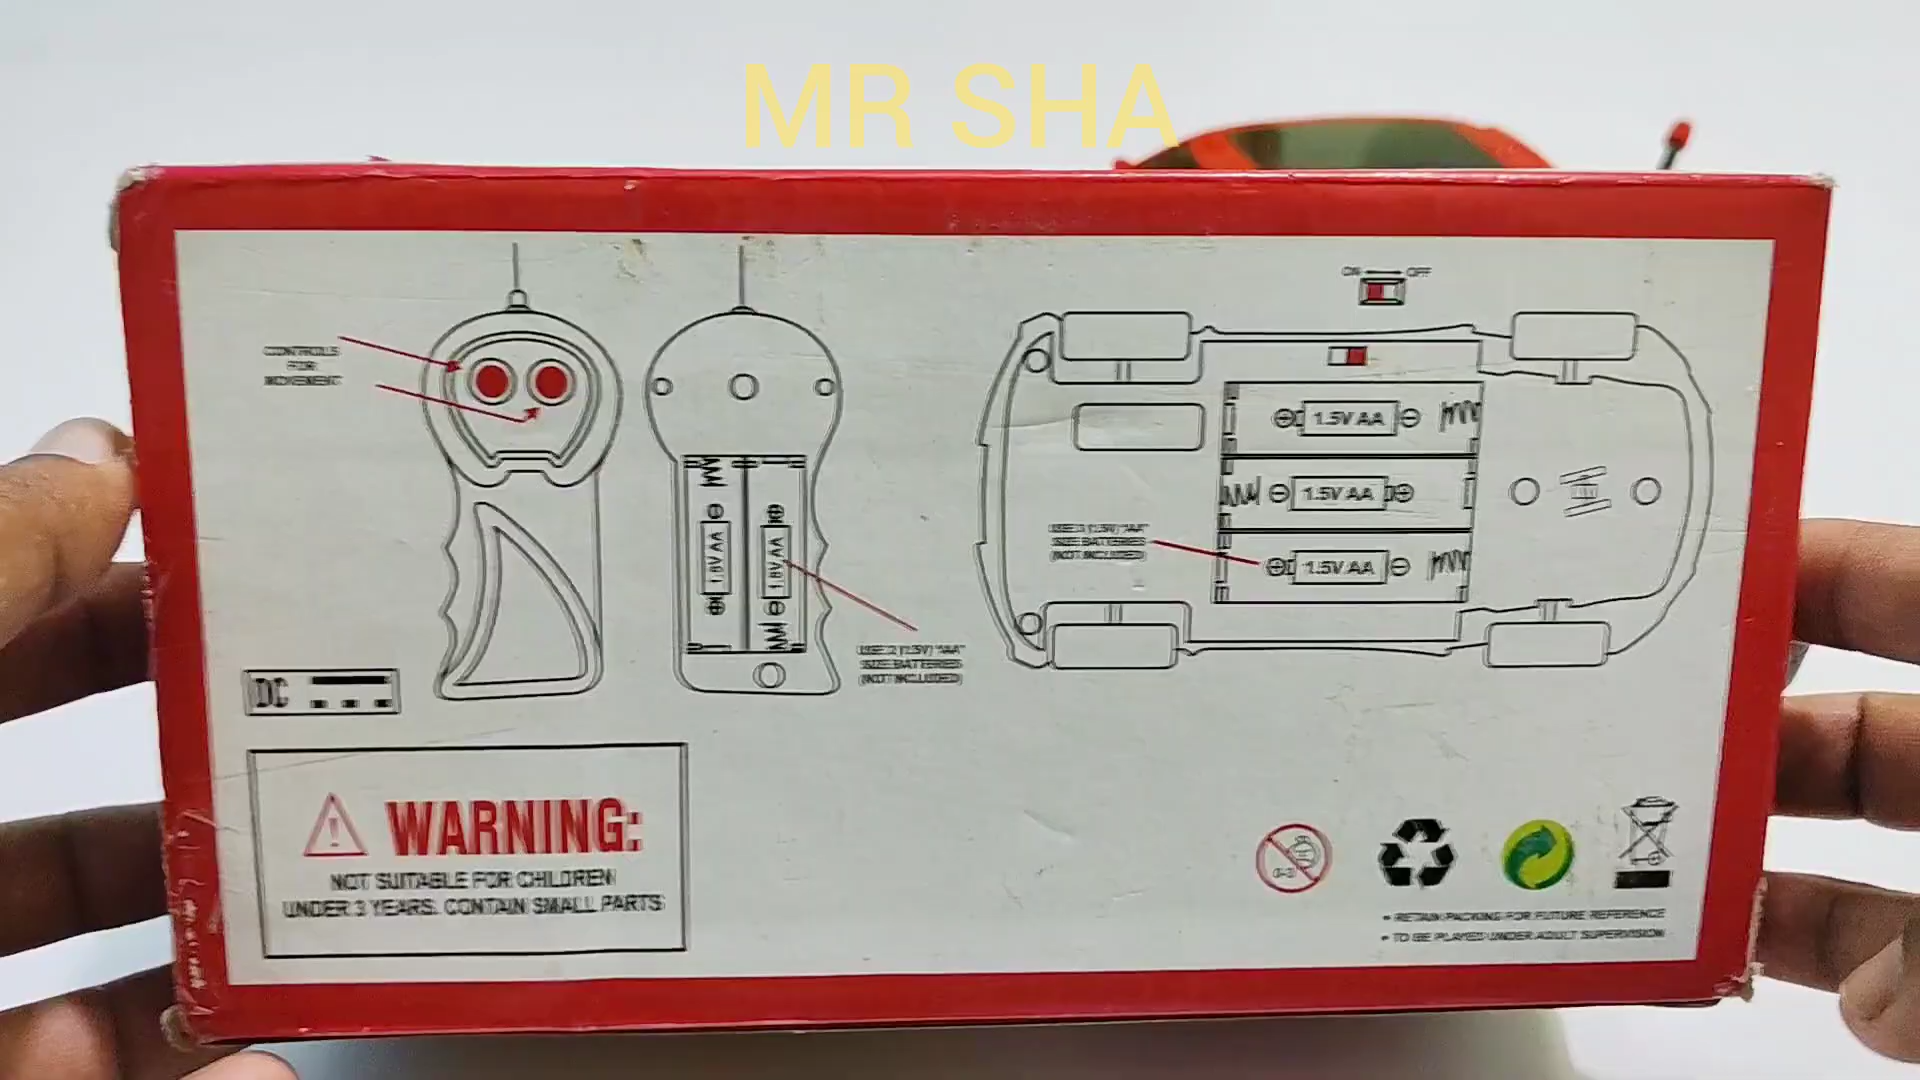 MR SHA
ON OFF
CONTROLS
FOR
MOVEMENT
1.5V AA
1.5V AA
1.5V AA
1.5V AA
1.5V AA
USE 3 (1.5V) "AA"
SIZE BATTERIES
(NOT INCLUDED)
USE 2 (1.5V) "AA"
SIZE BATTERIES
(NOT INCLUDED)
DC
WARNING:
NOT SUITABLE FOR CHILDREN
UNDER 3 YEARS. CONTAIN SMALL PARTS
0-3
• RETAIN PACKING FOR FUTURE REFERENCE
• TO BE PLAYED UNDER ADULT SUPERVISION